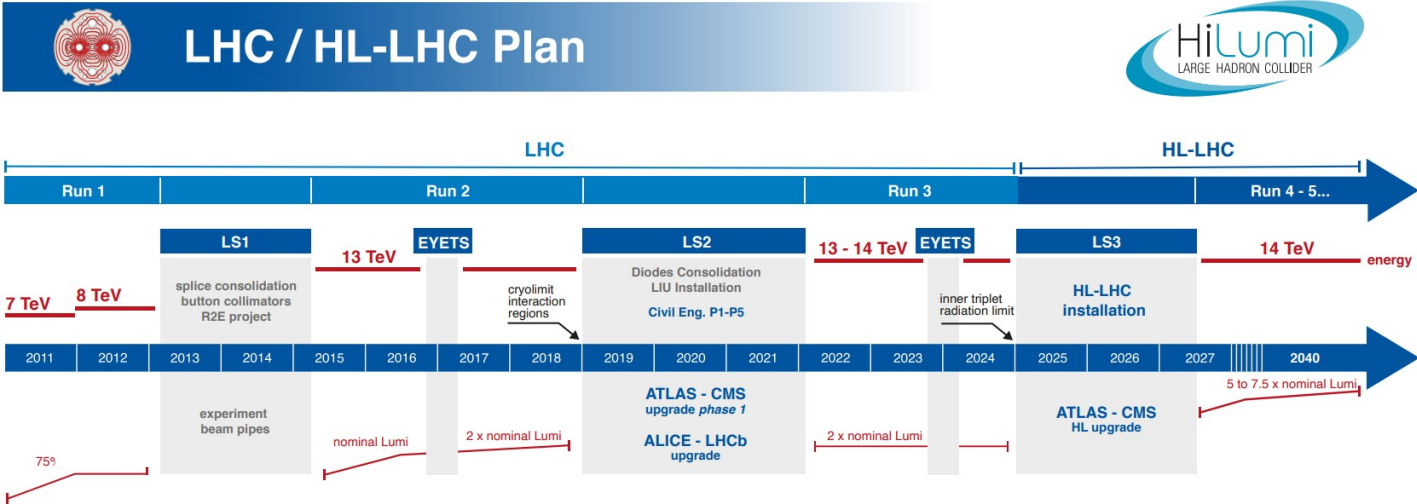 LHC / HL-LHC Plan
HiLumi
LARGE HADRON COLLIDER
LHC
HL-LHC
Run 1
Run 2
Run 3
Run 4 - 5...
LS1
EYETS
LS2
EYETS
LS3
7 TeV
8 TeV
13 TeV
13 - 14 TeV
14 TeV
energy
splice consolidation
button collimators
R2E project
cryolimit
interaction
regions
Diodes Consolidation
LIU Installation
Civil Eng. P1-P5
inner triplet
radiation limit
HL-LHC
installation
2011
2012
2013
2014
2015
2016
2017
2018
2019
2020
2021
2022
2023
2024
2025
2026
2027
2040
75%
experiment
beam pipes
nominal Lumi
2 x nominal Lumi
ATLAS - CMS
upgrade phase 1
ALICE - LHCb
upgrade
2 x nominal Lumi
ATLAS - CMS
HL upgrade
5 to 7.5 x nominal Lumi